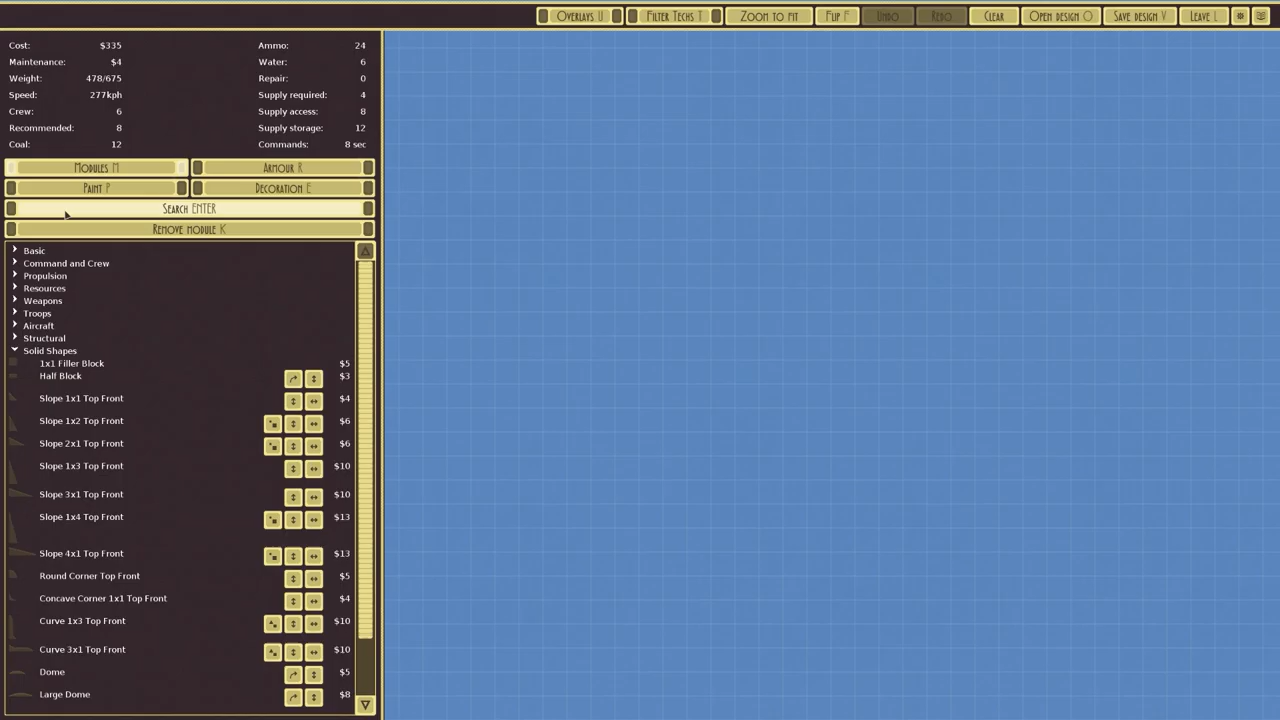 OVERLAYS U FILTER TECHS T ZOOM TO FIT FLIP F UNDO REDO CLEAR OPEN DESIGN O SAVE DESIGN V LEAVE L
Cost: $335 Ammo: 24
Maintenance: $4 Water: 6
Weight: 478/675 Repair: 0
Speed: 277kph Supply required: 4
Crew: 6 Supply access: 8
Recommended: 8 Supply storage: 12
Coal: 12 Commands: 8 sec
MODULES M ARMOUR R
PAINT P DECORATION E
SEARCH ENTER
REMOVE MODULE K
Basic
Command and Crew
Propulsion
Resources
Weapons
Troops
Aircraft
Structural
Solid Shapes
1x1 Filler Block $5
Half Block $3
Slope 1x1 Top Front $4
Slope 1x2 Top Front $6
Slope 2x1 Top Front $6
Slope 1x3 Top Front $10
Slope 3x1 Top Front $10
Slope 1x4 Top Front $13
Slope 4x1 Top Front $13
Round Corner Top Front $5
Concave Corner 1x1 Top Front $4
Curve 1x3 Top Front $10
Curve 3x1 Top Front $10
Dome $5
Large Dome $8